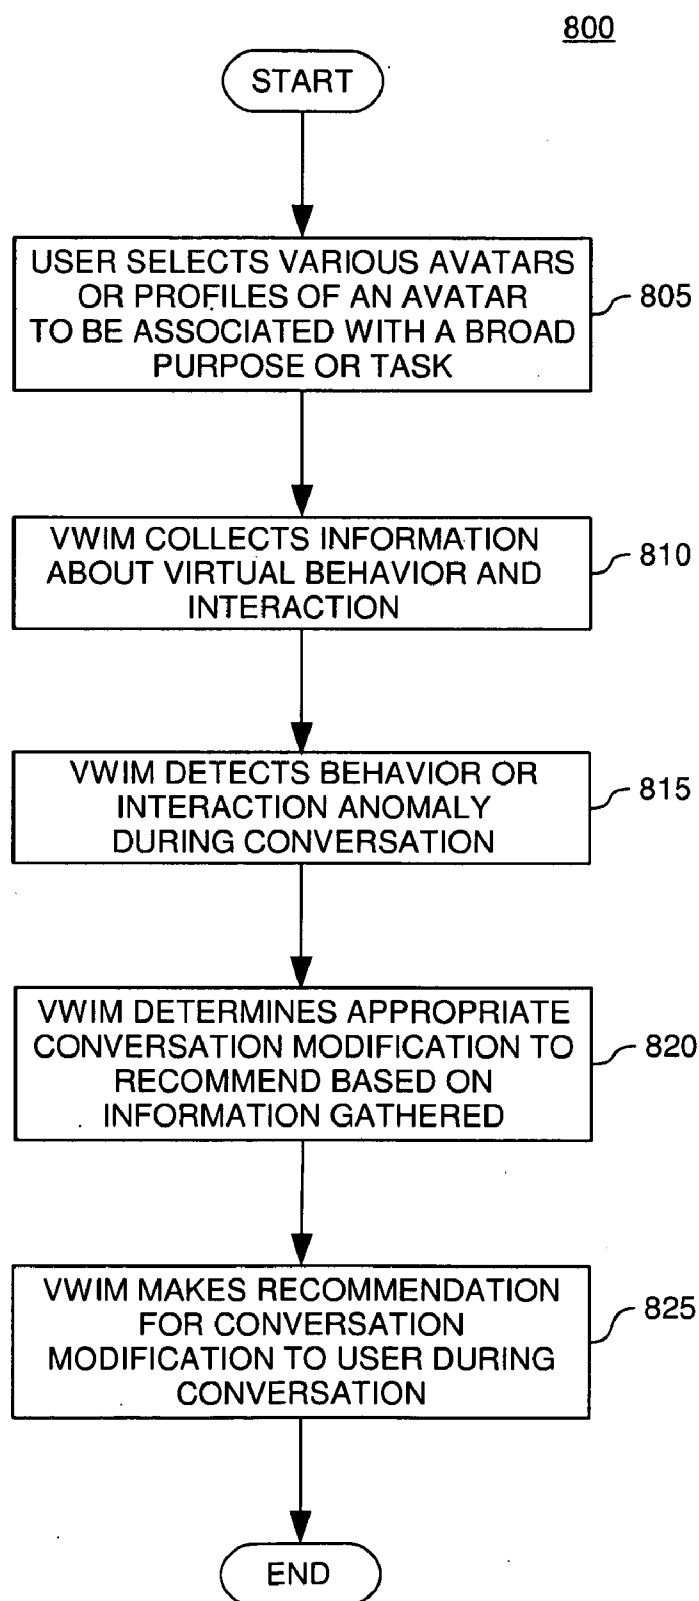 800
START
USER SELECTS VARIOUS AVATARS
OR PROFILES OF AN AVATAR
TO BE ASSOCIATED WITH A BROAD
PURPOSE OR TASK
805
VWIM COLLECTS INFORMATION
ABOUT VIRTUAL BEHAVIOR AND
INTERACTION
810
VWIM DETECTS BEHAVIOR OR
INTERACTION ANOMALY
DURING CONVERSATION
815
VWIM DETERMINES APPROPRIATE
CONVERSATION MODIFICATION TO
RECOMMEND BASED ON
INFORMATION GATHERED
820
VWIM MAKES RECOMMENDATION
FOR CONVERSATION
MODIFICATION TO USER DURING
CONVERSATION
825
END